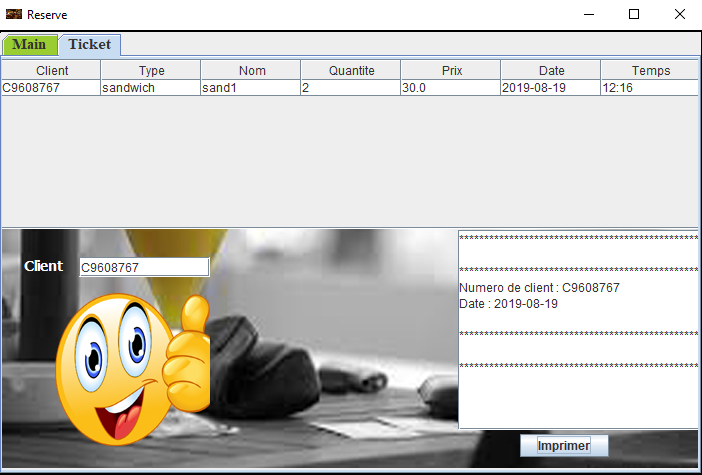 Reserve
Main Ticket
Client Type Nom Quantite Prix Date Temps
C9608767 sandwich sand1 2 30.0 2019-08-19 12:16
Client C9608767
************************************************
************************************************
Numero de client : C9608767
Date : 2019-08-19
************************************************
************************************************
Imprimer